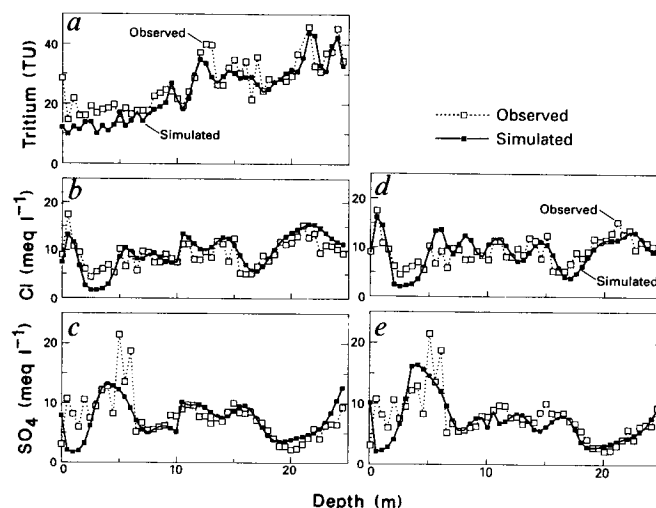 a
Observed
Simulated
Tritium (TU)
40
20
0
Observed
Simulated
b
Cl (meq l⁻¹)
20
10
0
d
Observed
Simulated
20
10
0
c
SO₄ (meq l⁻¹)
20
10
0
0
10
20
e
20
10
0
0
10
20
Depth (m)